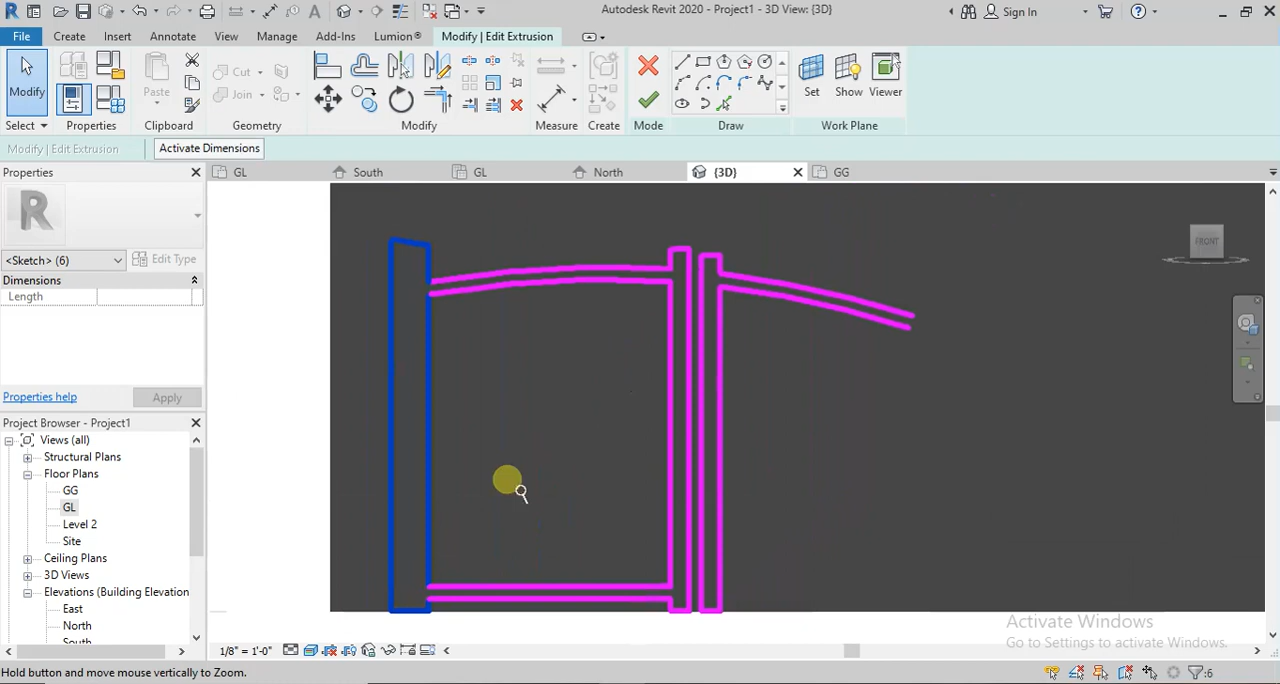 Autodesk Revit 2020 - Project1 - 3D View: {3D}
Sign In
File
Create
Insert
Annotate
View
Manage
Add-Ins
Lumion®
Modify | Edit Extrusion
Modify
Paste
Cut
Join
Set
Show
Viewer
Select
Properties
Clipboard
Geometry
Modify
Measure
Create
Mode
Draw
Work Plane
Modify | Edit Extrusion
Activate Dimensions
Properties
GL
South
GL
North
{3D}
GG
R
<Sketch> (6)
Edit Type
Dimensions
Length
Properties help
Apply
Project Browser - Project1
Views (all)
Structural Plans
Floor Plans
GG
GL
Level 2
Site
Ceiling Plans
3D Views
Elevations (Building Elevation
East
North
South
FRONT
Activate Windows
Go to Settings to activate Windows.
1/8" = 1'-0"
Hold button and move mouse vertically to Zoom.
:6